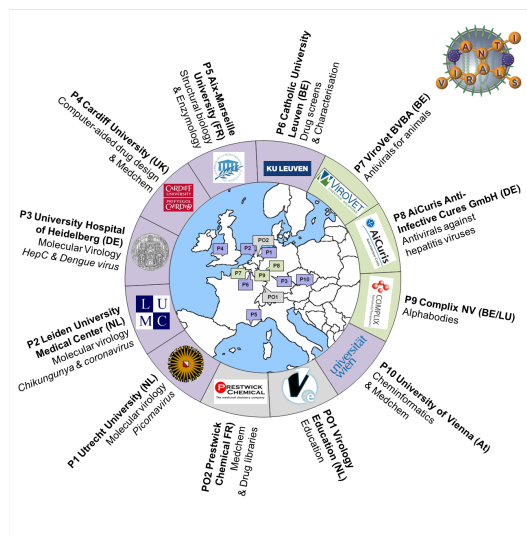 ANTI
VIRALS
P5 Aix-Marseille
University (FR)
Structural biology
& Enzymology
P6 Catholic University
Leuven (BE)
Drug screens
& Characterisation
P4 Cardiff University (UK)
Computer-aided drug design
& Medchem
P7 ViroVet BVBA (BE)
Antivirals for animals
P3 University Hospital
of Heidelberg (DE)
Molecular Virology
HepC & Dengue virus
P8 AiCuris Anti-
Infective Cures GmbH (DE)
Antivirals against
hepatitis viruses
P2 Leiden University
Medical Center (NL)
Molecular virology
Chikungunya & coronavirus
P9 Complix NV (BE/LU)
Alphabodies
P1 Utrecht University (NL)
Molecular virology
Picornavirus
P10 University of Vienna (At)
Cheminformatics
& Medchem
PO2 Prestwick
Chemical FR)
Medchem
& Drug libraries
PO1 Virology
Education (NL)
Education
KU LEUVEN
VIROVET
AiCuris
COMPLIX
universität
wien
V
e
PRESTWICK
CHEMICAL
L U
M C
CARDIFF
UNIVERSITY
PRIFYSGOL
CAERDYDD
P4
P2
PO2
P1
P7
P8
P9
P6
P3
P10
PO1
P5